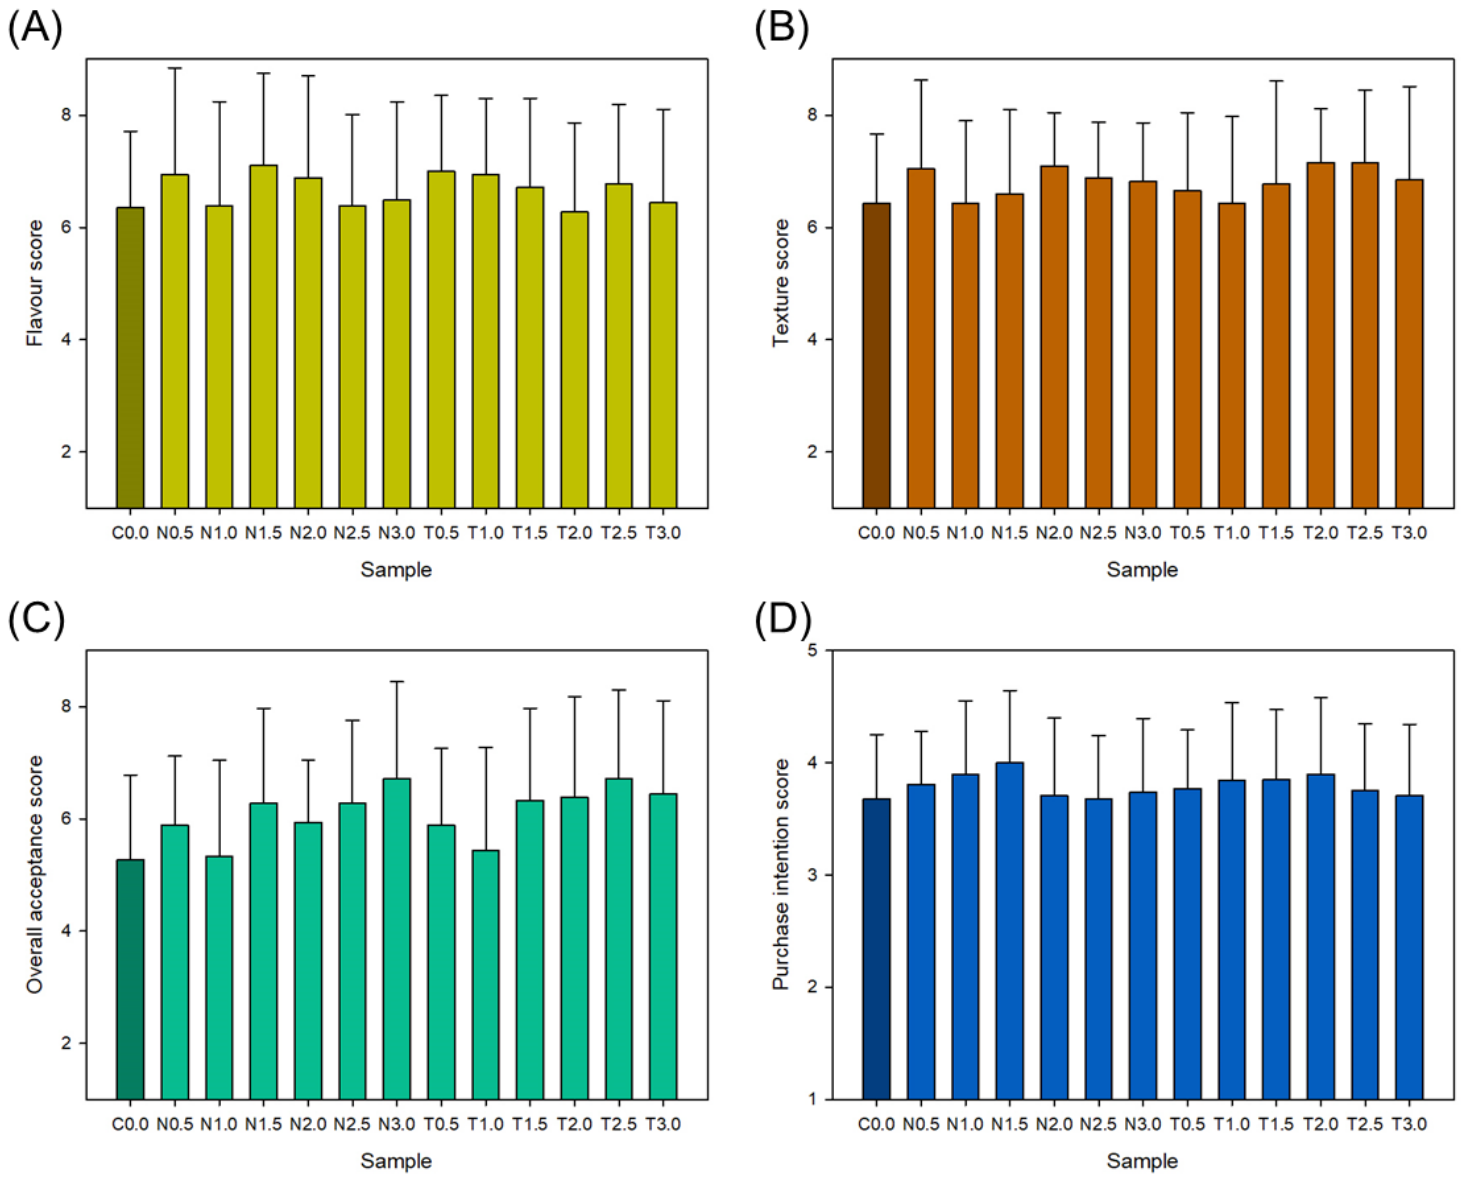 (A)
Flavour score
8
6
4
2
C0.0 N0.5 N1.0 N1.5 N2.0 N2.5 N3.0 T0.5 T1.0 T1.5 T2.0 T2.5 T3.0
Sample
(B)
Texture score
8
6
4
2
C0.0 N0.5 N1.0 N1.5 N2.0 N2.5 N3.0 T0.5 T1.0 T1.5 T2.0 T2.5 T3.0
Sample
(C)
Overall acceptance score
8
6
4
2
C0.0 N0.5 N1.0 N1.5 N2.0 N2.5 N3.0 T0.5 T1.0 T1.5 T2.0 T2.5 T3.0
Sample
(D)
Purchase intention score
5
4
3
2
1
C0.0 N0.5 N1.0 N1.5 N2.0 N2.5 N3.0 T0.5 T1.0 T1.5 T2.0 T2.5 T3.0
Sample